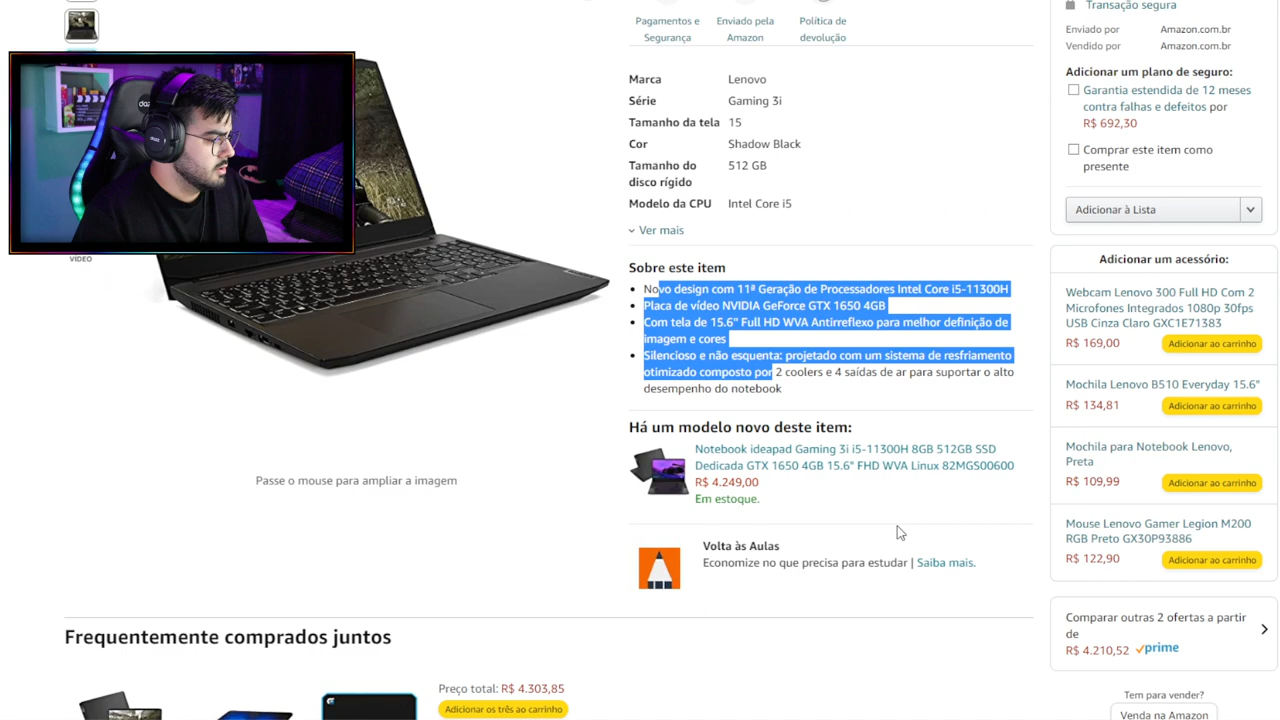 Pagamentos e
Segurança
Enviado pela
Amazon
Política de
devolução
Marca Lenovo
Série Gaming 3i
Tamanho da tela 15
Cor Shadow Black
Tamanho do 512 GB
disco rígido
Modelo da CPU Intel Core i5
Ver mais
Sobre este item
Novo design com 11ª Geração de Processadores Intel Core i5-11300H
Placa de vídeo NVIDIA GeForce GTX 1650 4GB
Com tela de 15.6" Full HD WVA Antirreflexo para melhor definição de
imagem e cores
Silencioso e não esquenta: projetado com um sistema de resfriamento
otimizado composto por 2 coolers e 4 saídas de ar para suportar o alto
desempenho do notebook
Há um modelo novo deste item:
Notebook ideapad Gaming 3i i5-11300H 8GB 512GB SSD
Dedicada GTX 1650 4GB 15.6" FHD WVA Linux 82MGS00600
R$ 4.249,00
Em estoque.
Volta às Aulas
Economize no que precisa para estudar | Saiba mais.
VÍDEO
Passe o mouse para ampliar a imagem
Frequentemente comprados juntos
Preço total: R$ 4.303,85
Adicionar os três ao carrinho
Transação segura
Enviado por Amazon.com.br
Vendido por Amazon.com.br
Adicionar um plano de seguro:
Garantia estendida de 12 meses
contra falhas e defeitos por
R$ 692,30
Comprar este item como
presente
Adicionar à Lista
Adicionar um acessório:
Webcam Lenovo 300 Full HD Com 2
Microfones Integrados 1080p 30fps
USB Cinza Claro GXC1E71383
R$ 169,00 Adicionar ao carrinho
Mochila Lenovo B510 Everyday 15.6"
R$ 134,81 Adicionar ao carrinho
Mochila para Notebook Lenovo,
Preta
R$ 109,99 Adicionar ao carrinho
Mouse Lenovo Gamer Legion M200
RGB Preto GX30P93886
R$ 122,90 Adicionar ao carrinho
Comparar outras 2 ofertas a partir
de
R$ 4.210,52 prime
Tem para vender?
Venda na Amazon